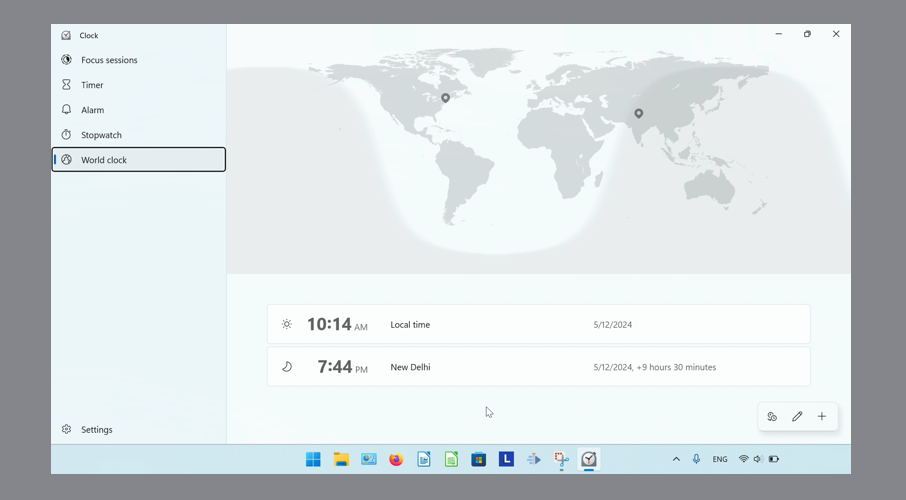 Clock
Focus sessions
Timer
Alarm
Stopwatch
World clock
10:14 AM Local time 5/12/2024
7:44 PM New Delhi 5/12/2024, +9 hours 30 minutes
Settings
L
ENG